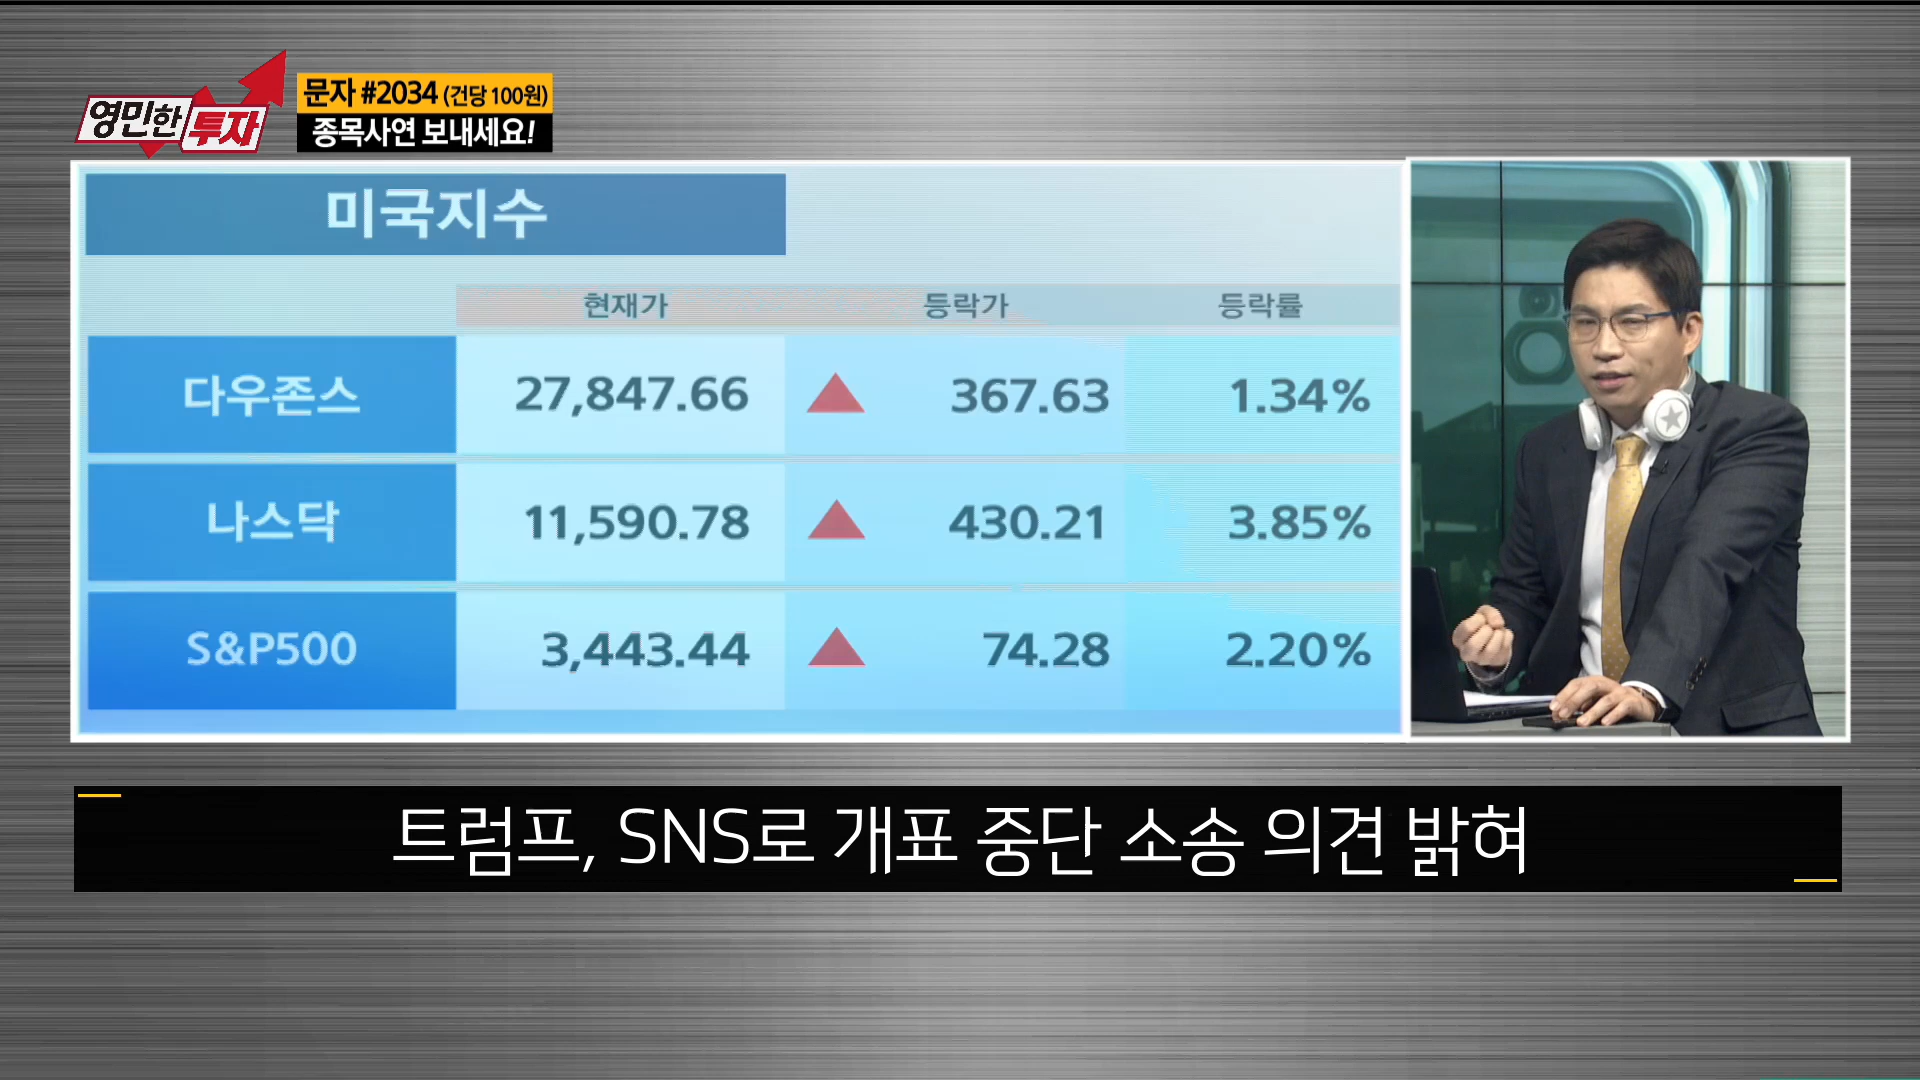 영민한 투자
문자 #2034 (건당 100원)
종목사연 보내세요!
미국지수
현재가 등락가 등락률
다우존스 27,847.66 ▲ 367.63 1.34%
나스닥 11,590.78 ▲ 430.21 3.85%
S&P500 3,443.44 ▲ 74.28 2.20%
트럼프, SNS로 개표 중단 소송 의견 밝혀